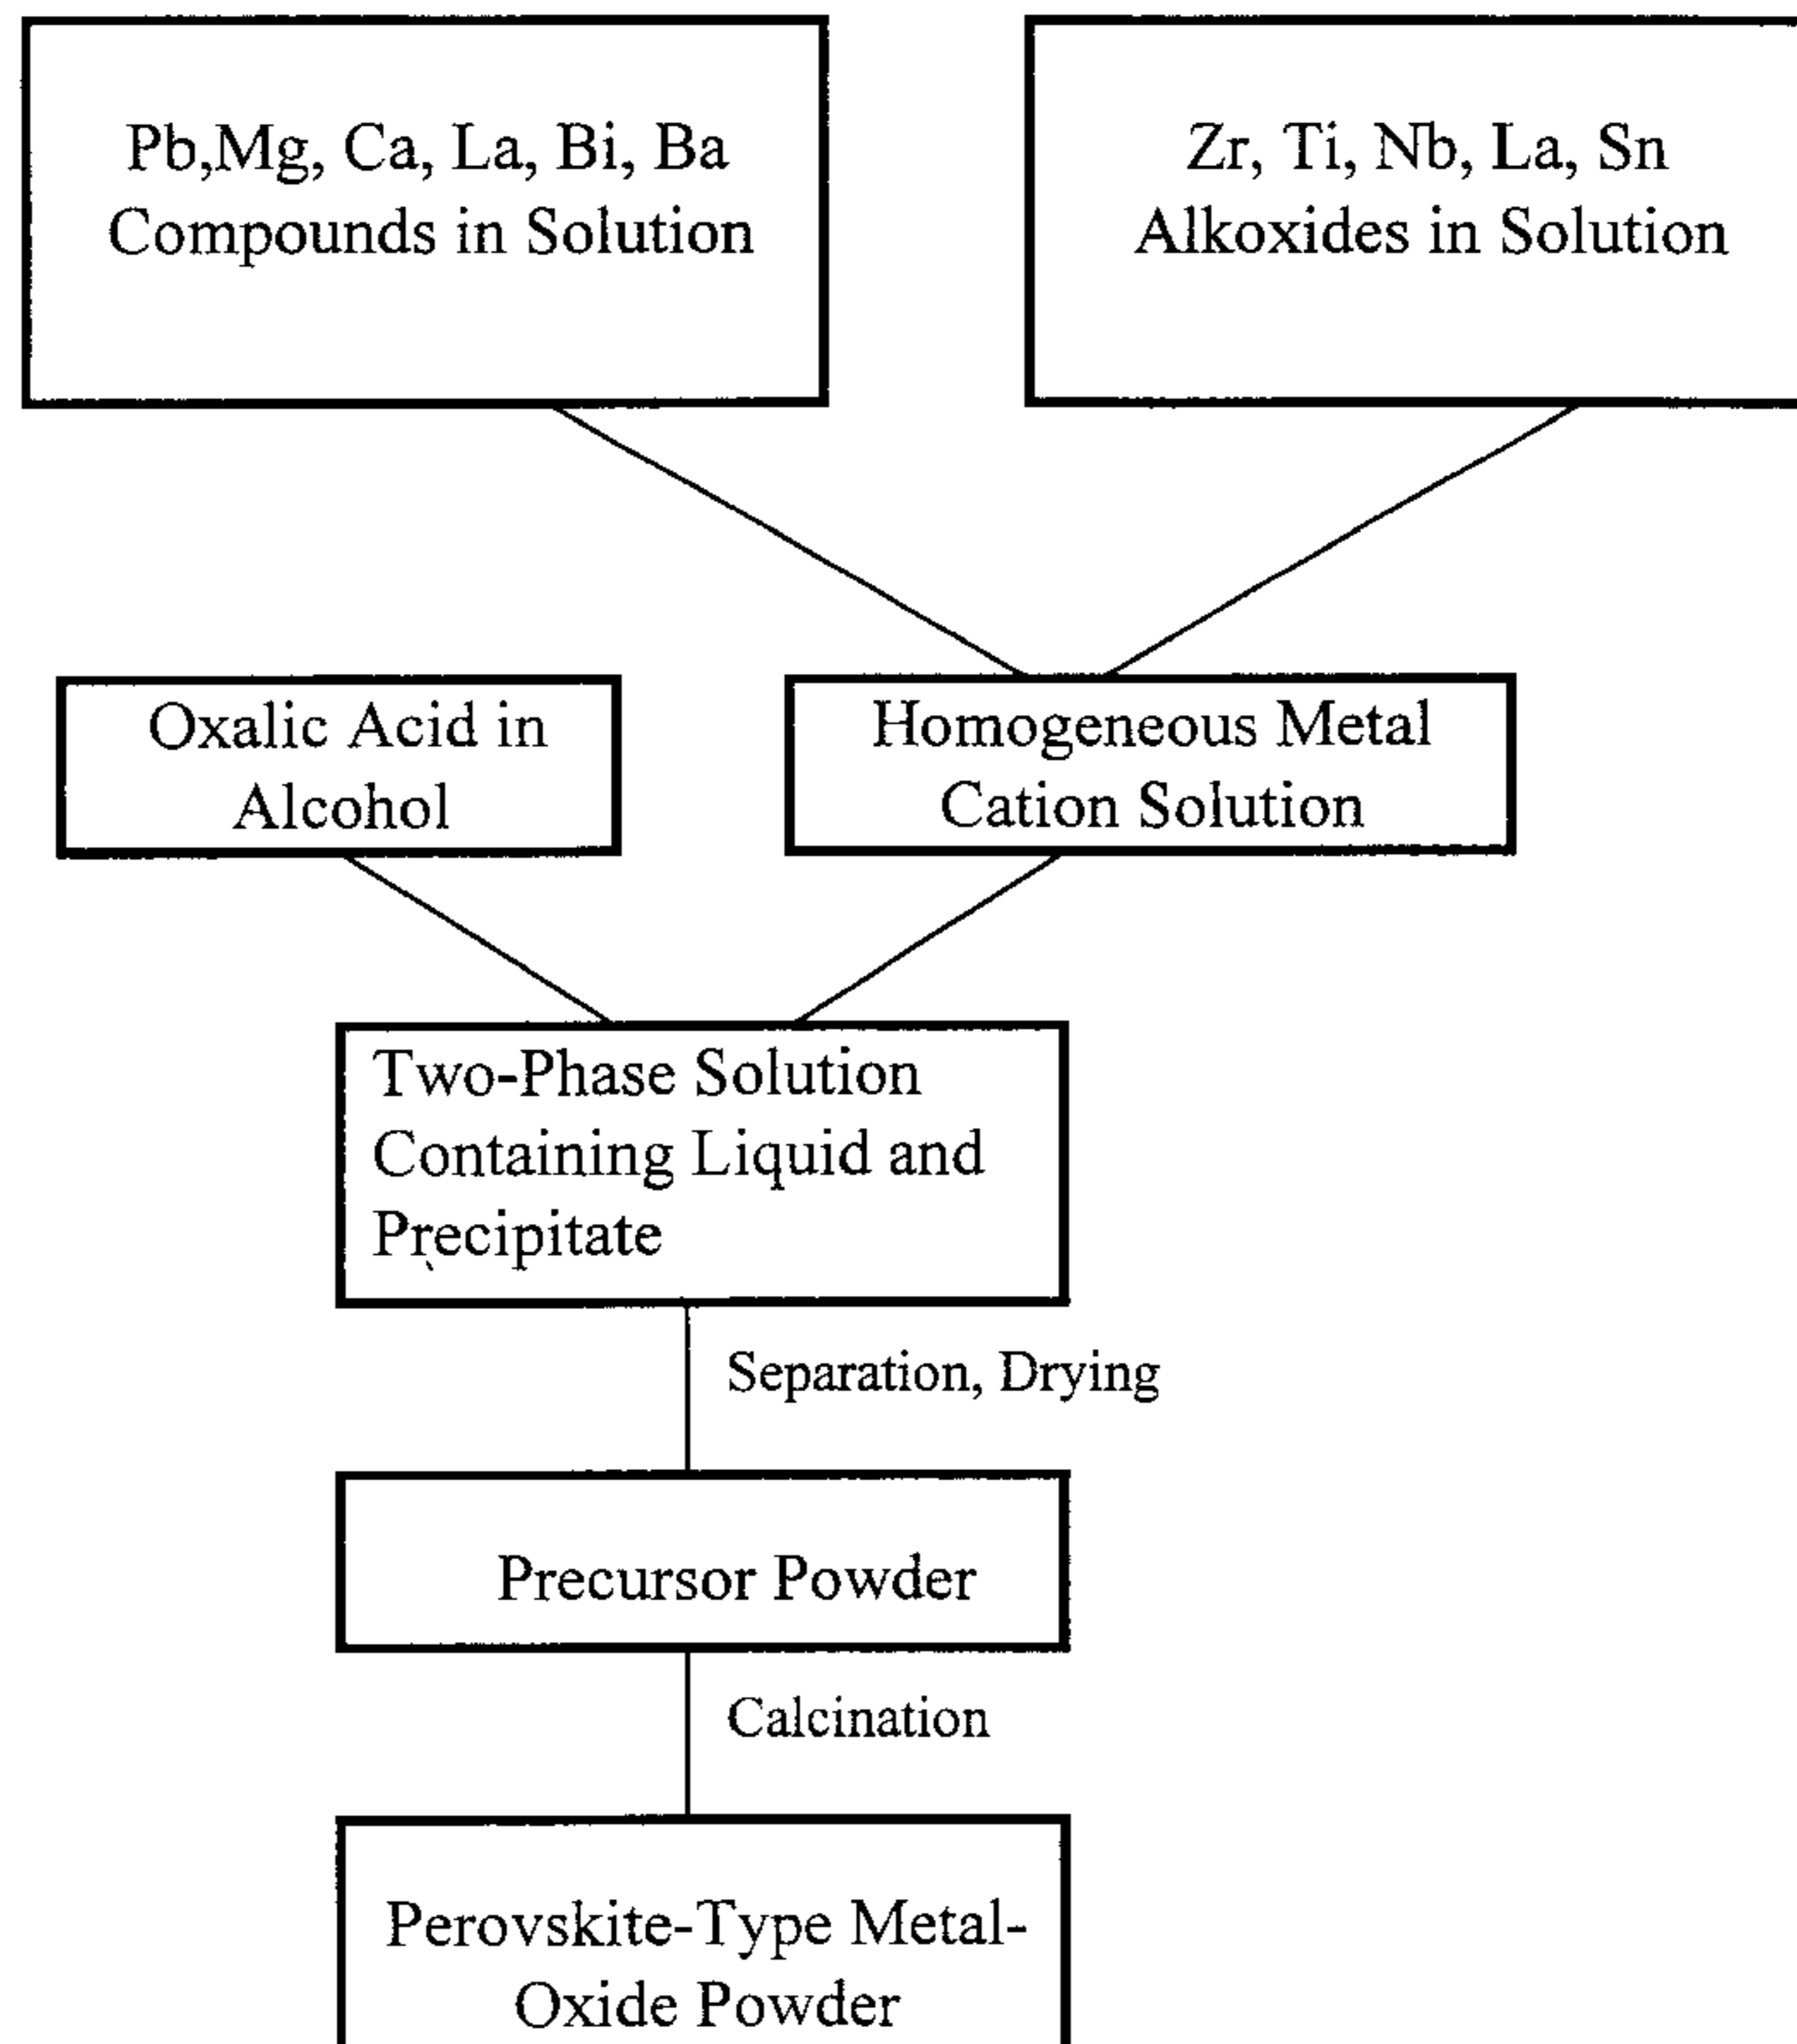 Pb,Mg, Ca, La, Bi, Ba
Compounds in Solution
Zr, Ti, Nb, La, Sn
Alkoxides in Solution
Oxalic Acid in
Alcohol
Homogeneous Metal
Cation Solution
Two-Phase Solution
Containing Liquid and
Precipitate
Separation, Drying
Precursor Powder
Calcination
Perovskite-Type Metal-
Oxide Powder